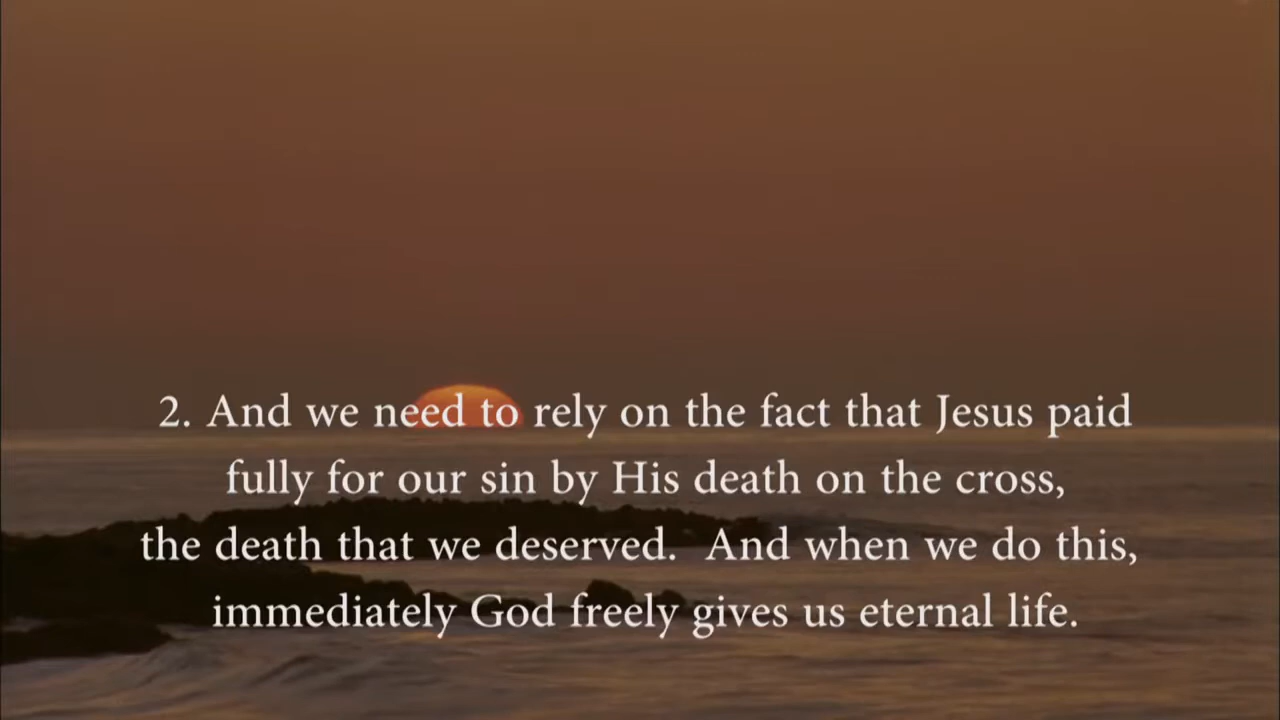 2. And we need to rely on the fact that Jesus paid
fully for our sin by His death on the cross,
the death that we deserved.  And when we do this,
immediately God freely gives us eternal life.